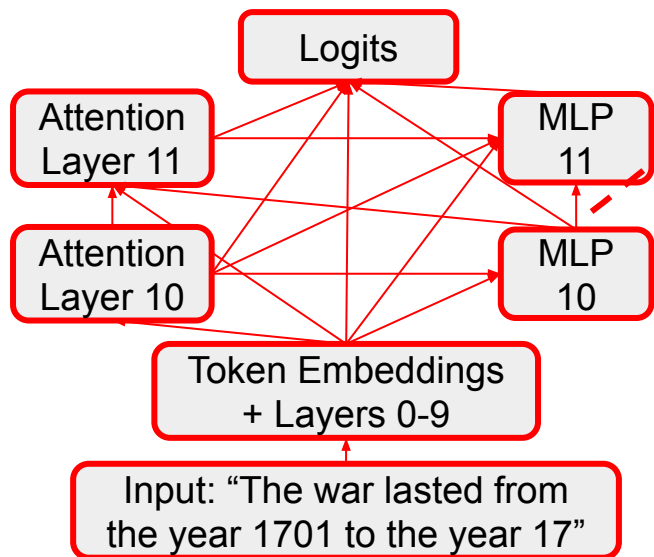 Logits
Attention
Layer 11
MLP
11
Attention
Layer 10
MLP
10
Token Embeddings
+ Layers 0-9
Input: “The war lasted from
the year 1701 to the year 17”